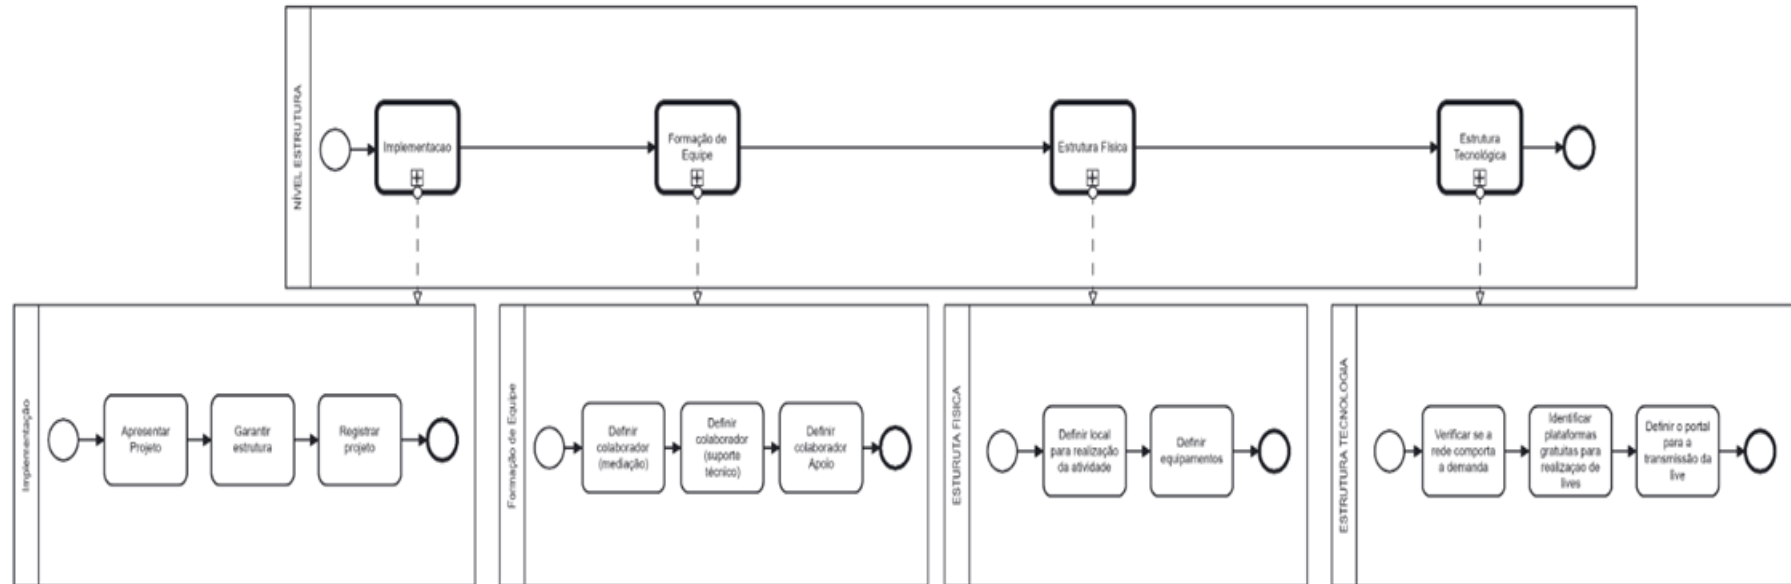 NÍVEL ESTRUTURA
Implementacao
Formação de
Equipe
Estrutura Física
Estrutura
Tecnológica
Implementação
Apresentar
Projeto
Garantir
estrutura
Registrar
projeto
Formação de Equipe
Definir
colaborador
(mediação)
Definir
colaborador
(suporte
técnico)
Definir
colaborador
Apoio
ESTURUTA FISICA
Definir local
para realização
da atividade
Definir
equipamentos
ESTRUTURA TECNOLOGIA
Verificar se a
rede comporta
a demanda
Identificar
plataformas
gratuitas para
realizaçao de
lives
Definir o portal
para a
transmissão da
live